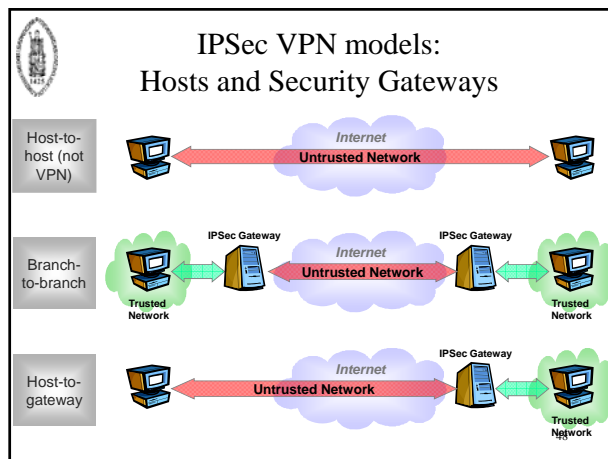 1425
IPSec VPN models:
Hosts and Security Gateways
Host-to-
host (not
VPN)
Internet
Untrusted Network
Branch-
to-branch
IPSec Gateway
Internet
IPSec Gateway
Untrusted Network
Trusted
Network
Trusted
Network
Host-to-
gateway
IPSec Gateway
Internet
Untrusted Network
Trusted
Network